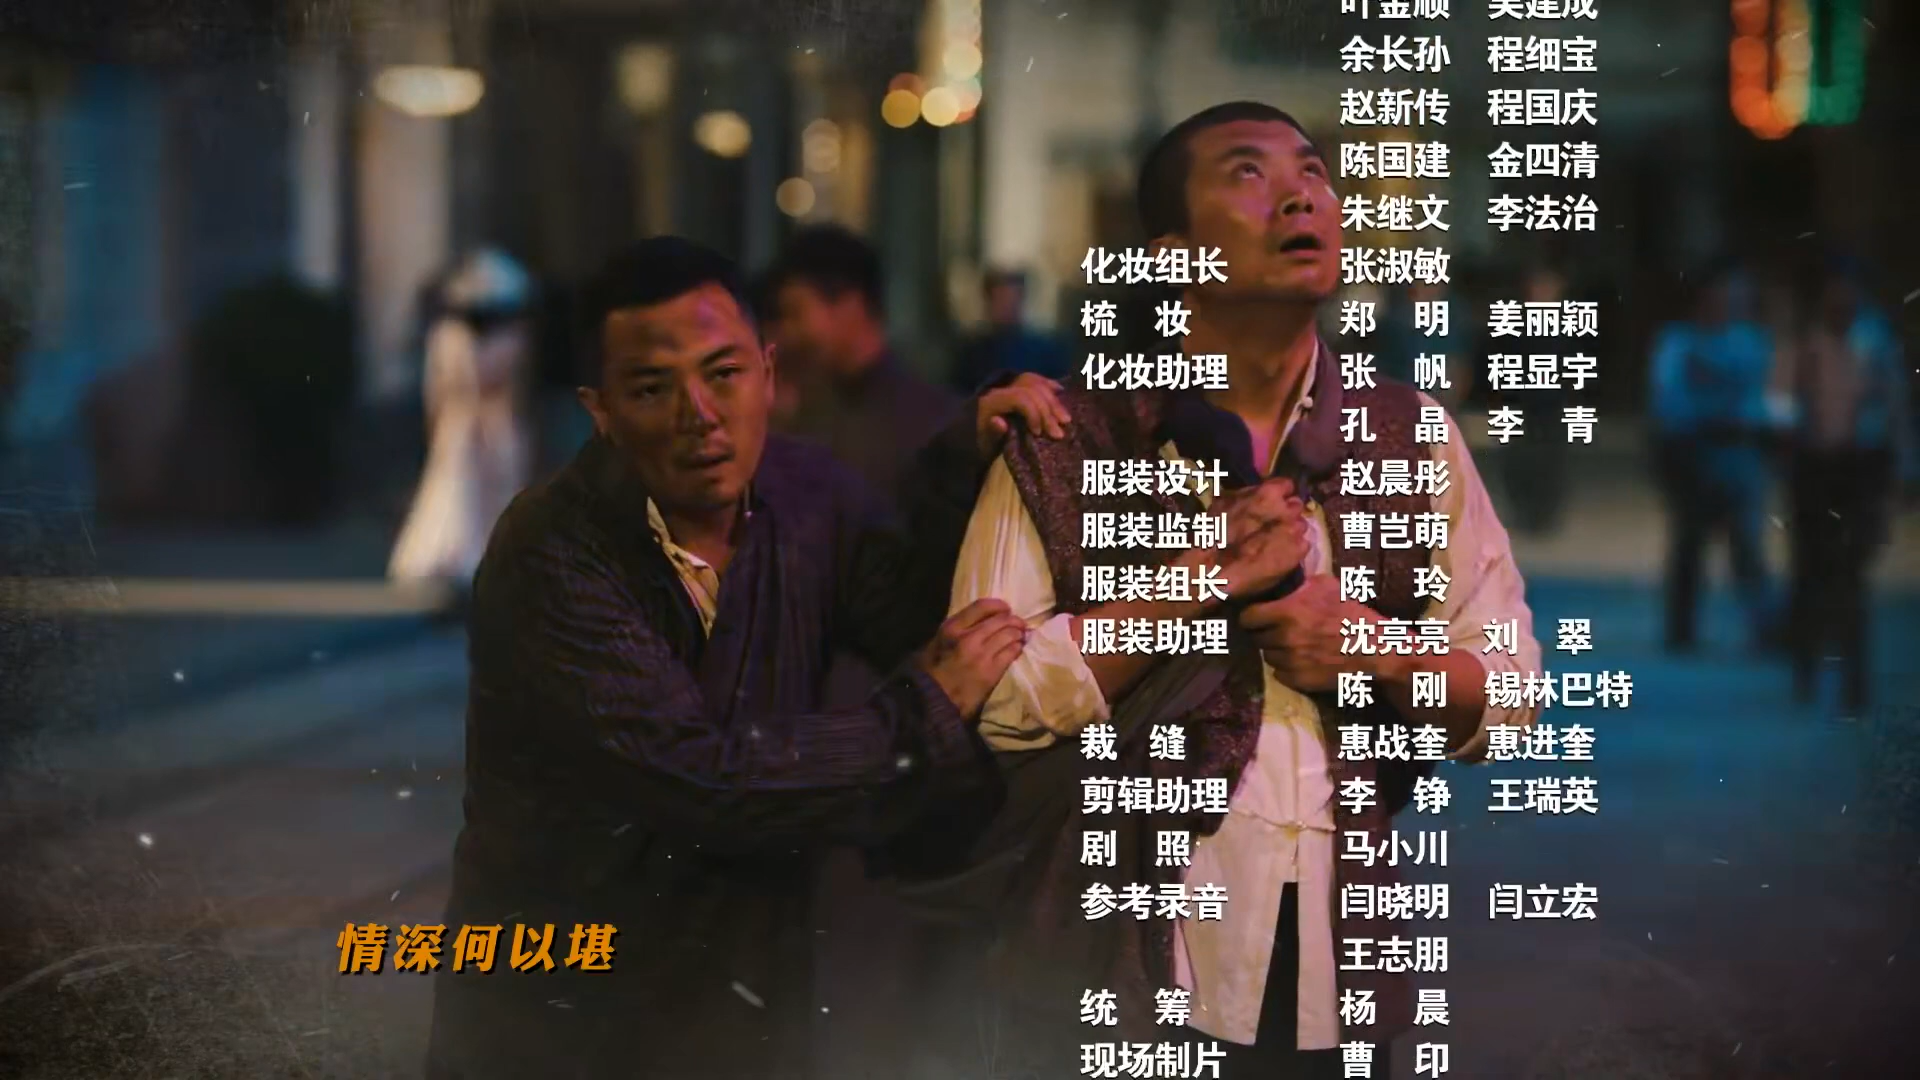 叶金顺 吴建成
余长孙 程细宝
赵新传 程国庆
陈国建 金四清
朱继文 李法治
化妆组长 张淑敏
梳 妆 郑 明 姜丽颖
化妆助理 张 帆 程显宇
孔 晶 李 青
服装设计 赵晨彤
服装监制 曹岂萌
服装组长 陈 玲
服装助理 沈亮亮 刘 翠
陈 刚 锡林巴特
裁 缝 惠战奎 惠进奎
剪辑助理 李 铮 王瑞英
剧 照 马小川
参考录音 闫晓明 闫立宏
王志朋
统 筹 杨 晨
现场制片 曹 印
情深何以堪